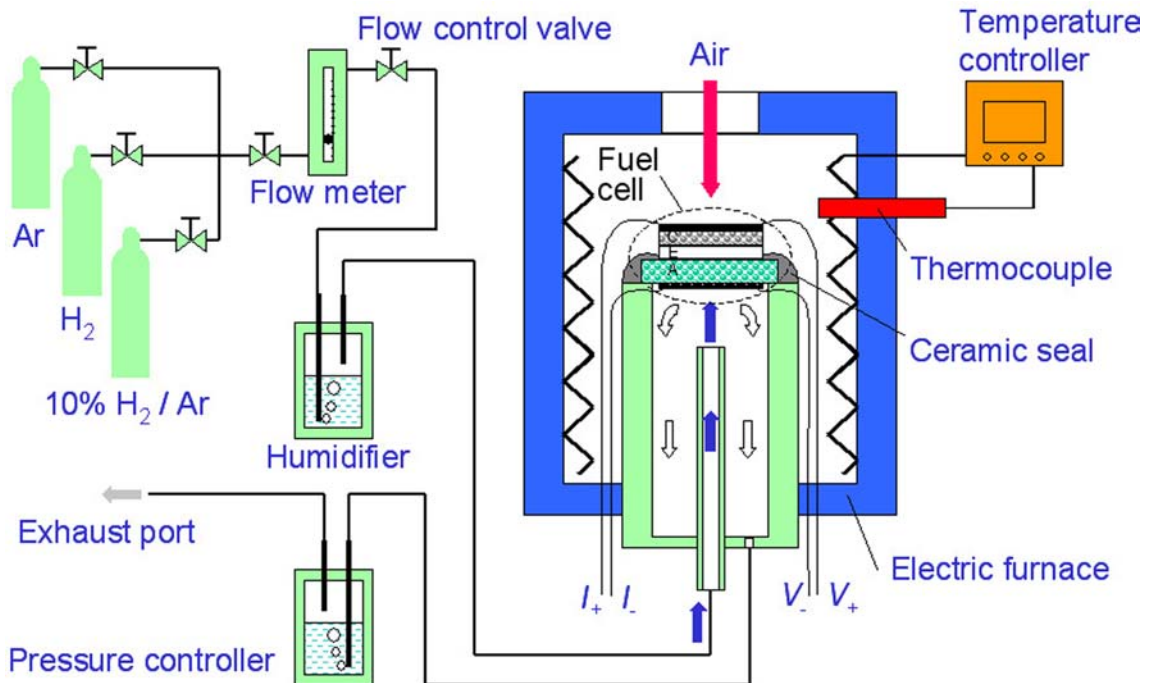 Flow control valve
Air
Temperature
controller
Fuel
cell
Flow meter
Ar
H₂
10% H₂ / Ar
C
E
A
Thermocouple
Ceramic seal
Humidifier
Exhaust port
Electric furnace
I₊ I₋
V₋ V₊
Pressure controller